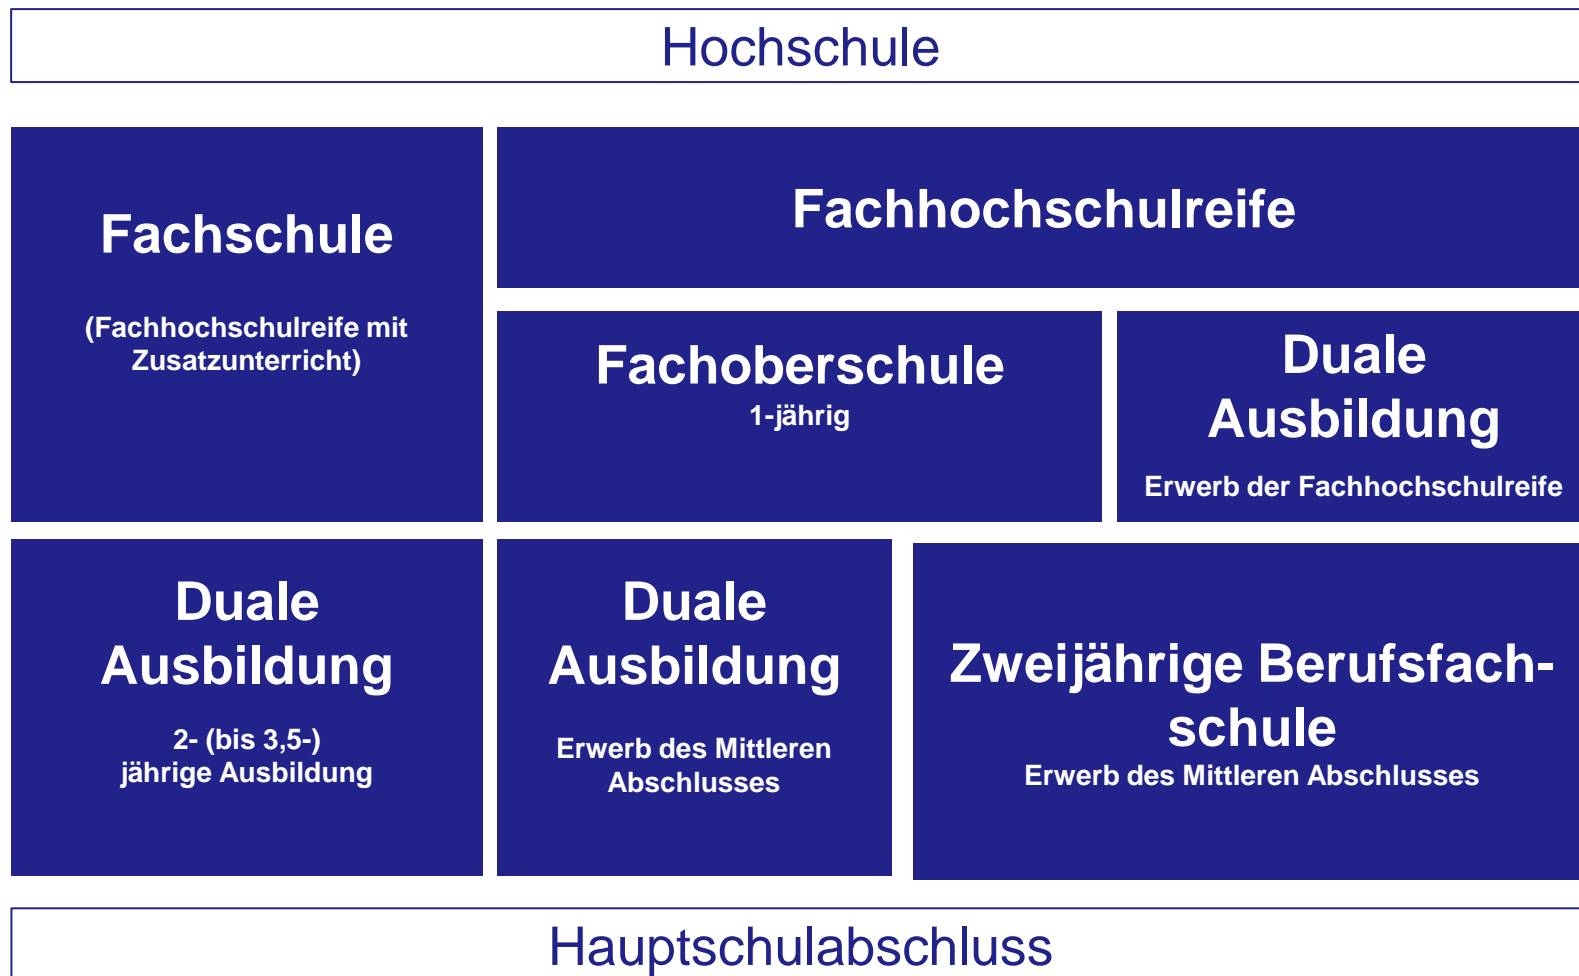 Hochschule
Fachschule
(Fachhochschulreife mit
Zusatzunterricht)
Fachhochschulreife
Fachoberschule
1-jährig
Duale
Ausbildung
Erwerb der Fachhochschulreife
Duale
Ausbildung
2- (bis 3,5-)
jährige Ausbildung
Duale
Ausbildung
Erwerb des Mittleren
Abschlusses
Zweijährige Berufsfach-
schule
Erwerb des Mittleren Abschlusses
Hauptschulabschluss